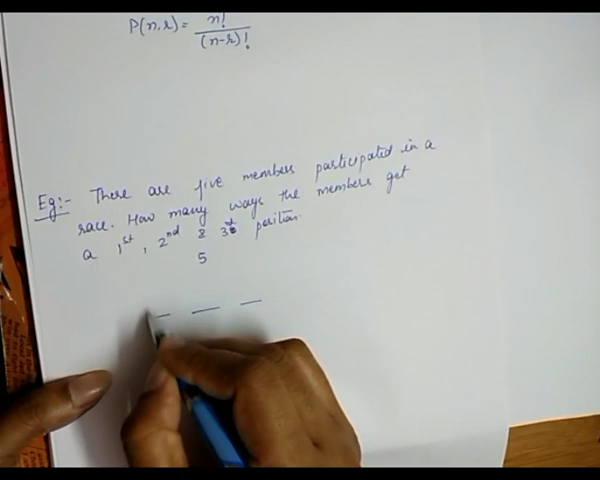 P(n,r) = n! / (n-r)!
Eg:- There are five members participated in a
race. How many ways the members get
a 1st, 2nd & 3rd position.
5